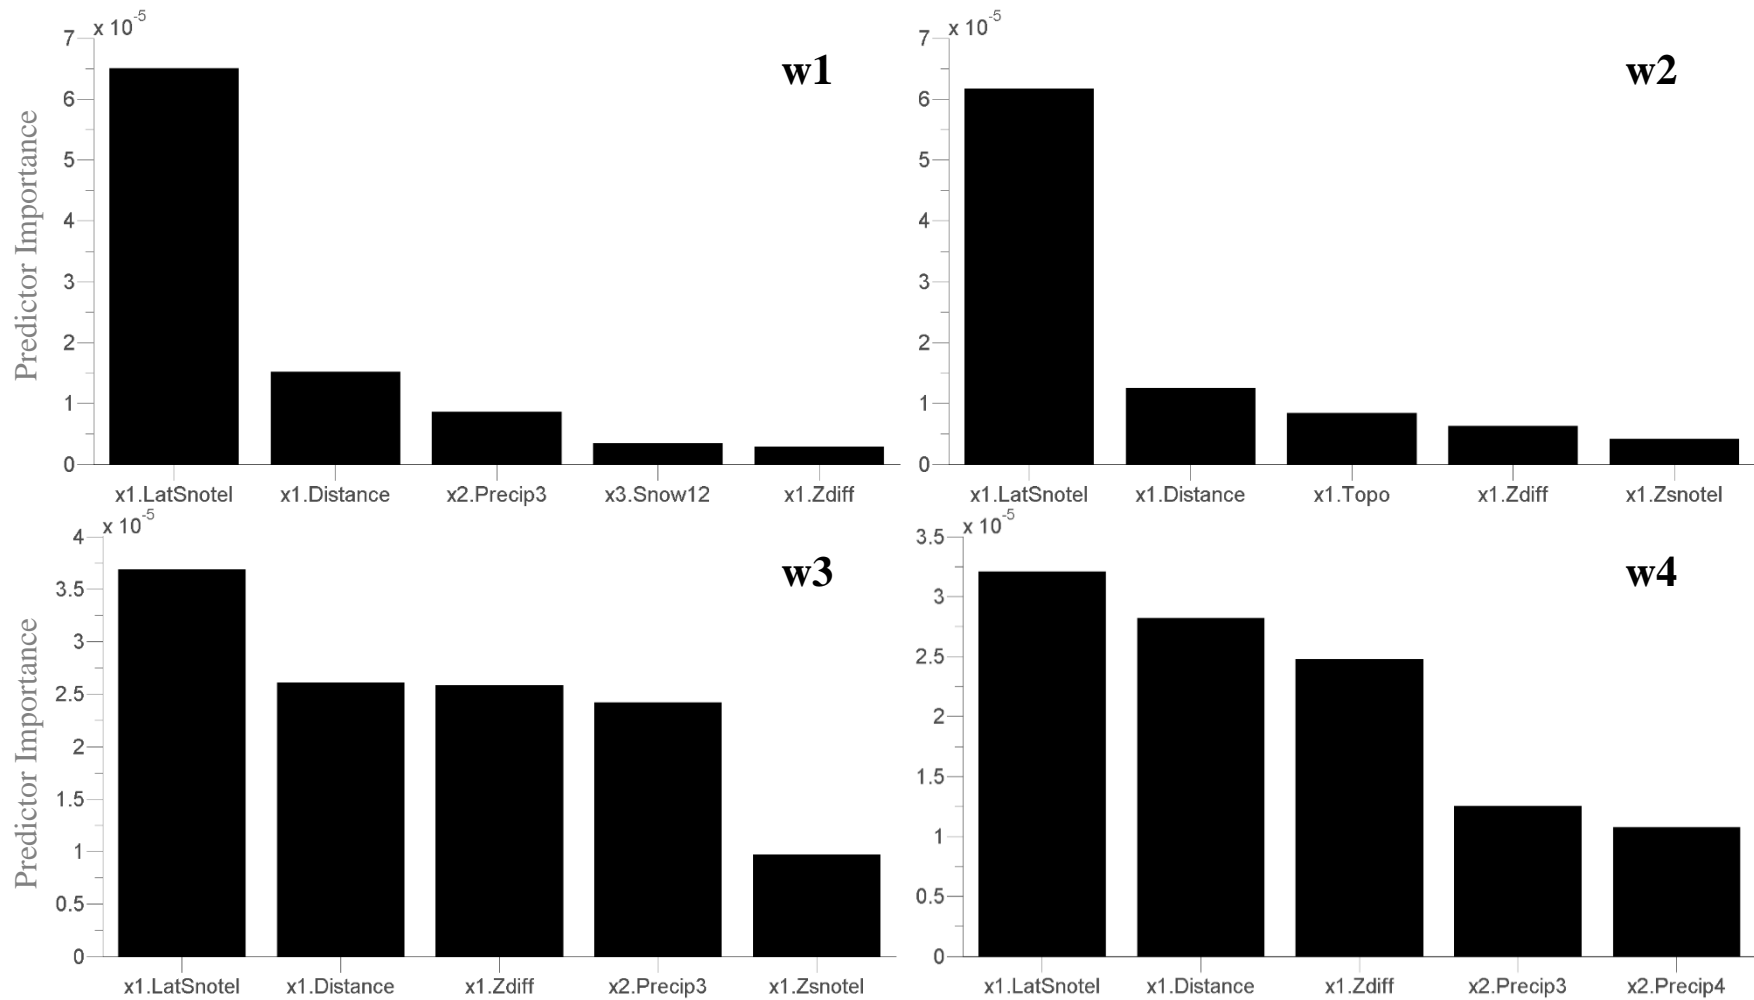 x 10-5
7
6
5
4
3
2
1
0
Predictor Importance
w1
x1.LatSnotel x1.Distance x2.Precip3 x3.Snow12 x1.Zdiff
x 10-5
7
6
5
4
3
2
1
0
w2
x1.LatSnotel x1.Distance x1.Topo x1.Zdiff x1.Zsnotel
x 10-5
4
3.5
3
2.5
2
1.5
1
0.5
0
Predictor Importance
w3
x1.LatSnotel x1.Distance x1.Zdiff x2.Precip3 x1.Zsnotel
x 10-5
3.5
3
2.5
2
1.5
1
0.5
0
w4
x1.LatSnotel x1.Distance x1.Zdiff x2.Precip3 x2.Precip4